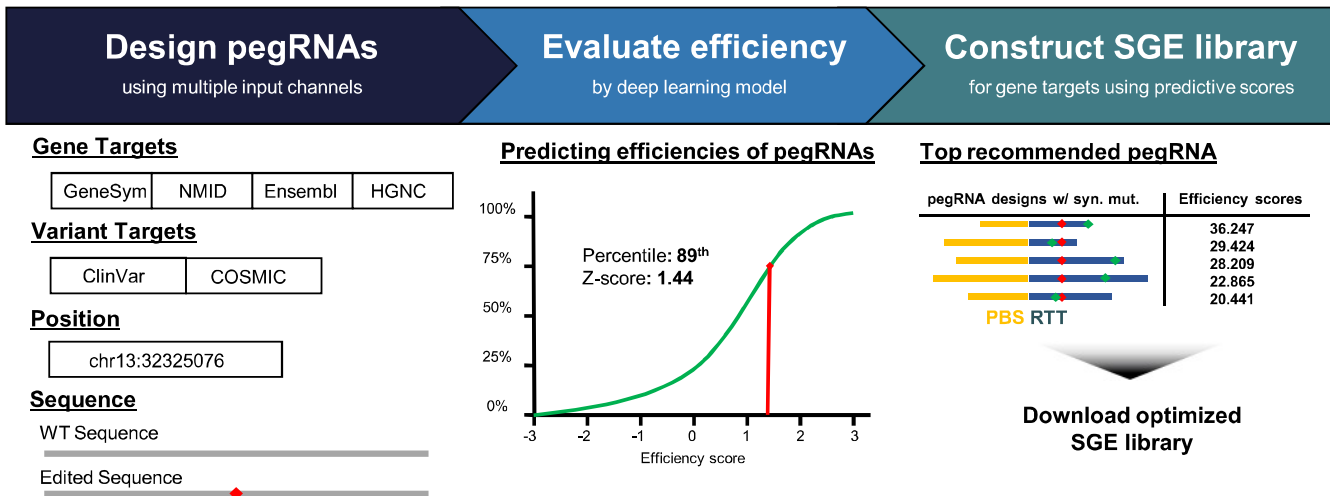 Design pegRNAs
using multiple input channels
Evaluate efficiency
by deep learning model
Construct SGE library
for gene targets using predictive scores
Gene Targets
GeneSym NMID Ensembl HGNC
Variant Targets
ClinVar COSMIC
Position
chr13:32325076
Sequence
WT Sequence
Edited Sequence
Predicting efficiencies of pegRNAs
100%
75%
50%
25%
0%
Percentile: 89th
Z-score: 1.44
-3 -2 -1 0 1 2 3
Efficiency score
Top recommended pegRNA
pegRNA designs w/ syn. mut. Efficiency scores
36.247
29.424
28.209
22.865
20.441
PBS RTT
Download optimized
SGE library